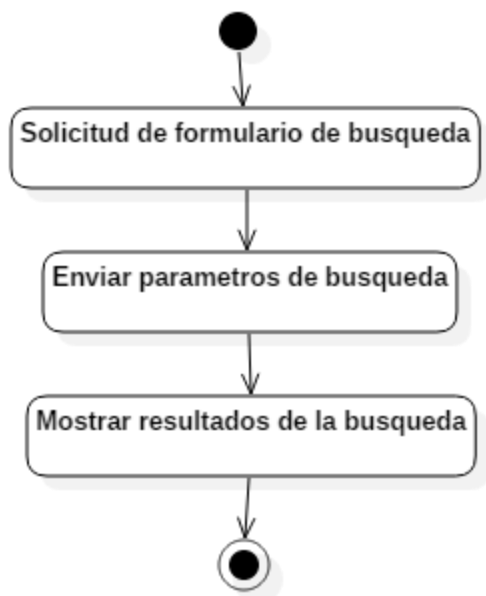 Solicitud de formulario de busqueda
Enviar parametros de busqueda
Mostrar resultados de la busqueda